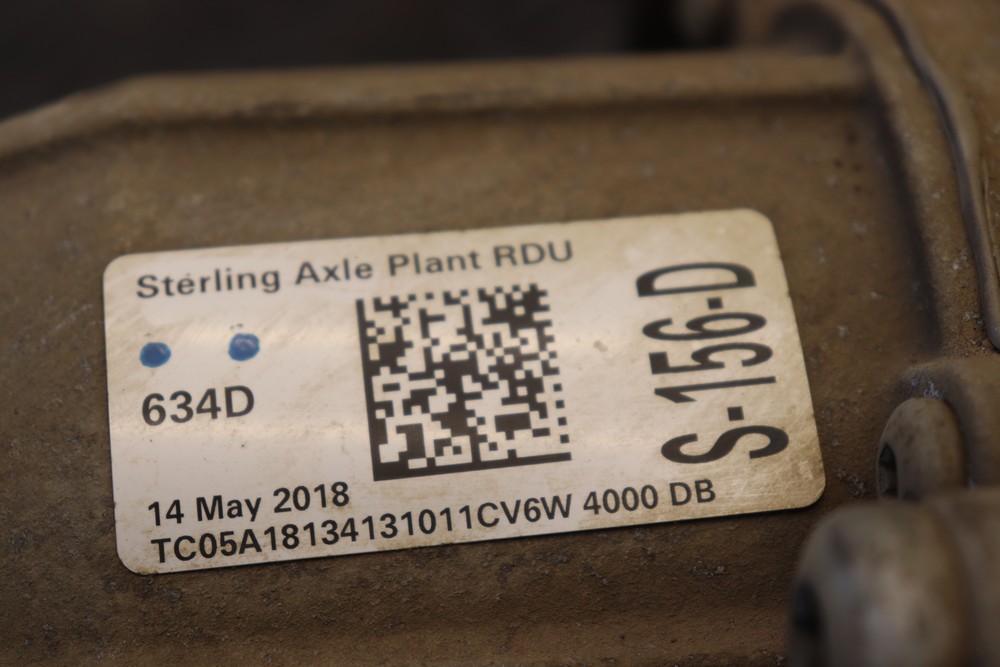 Sterling Axle Plant RDU
634D
S-156-D
14 May 2018
TC05A18134131011CV6W 4000 DB